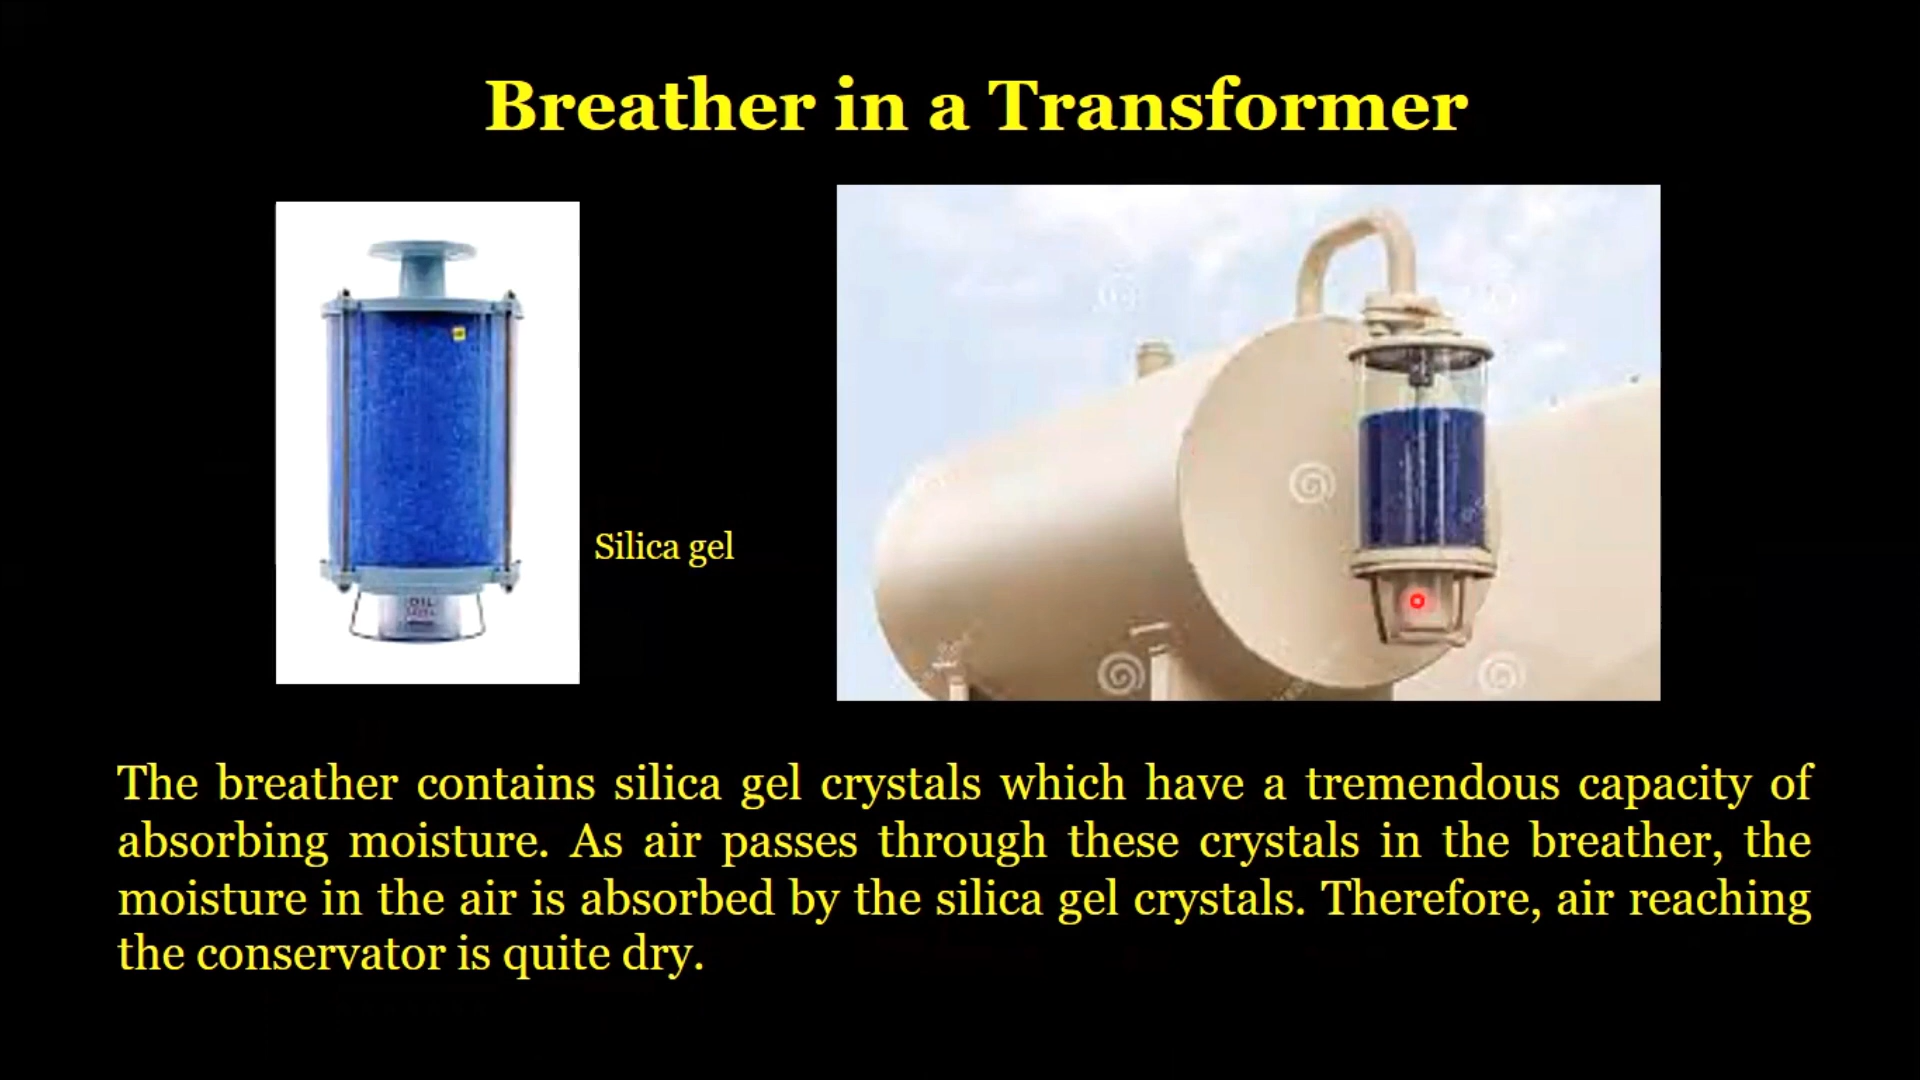 Breather in a Transformer
OIL
Silica gel
The breather contains silica gel crystals which have a tremendous capacity of
absorbing moisture. As air passes through these crystals in the breather, the
moisture in the air is absorbed by the silica gel crystals. Therefore, air reaching
the conservator is quite dry.